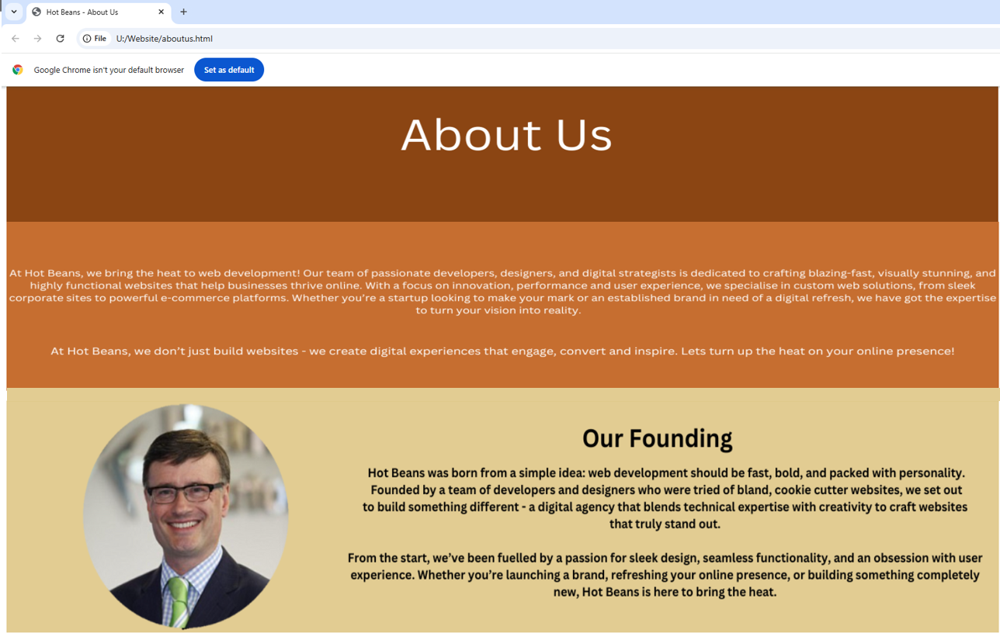 Hot Beans - About Us
File U:/Website/aboutus.html
Google Chrome isn't your default browser Set as default
About Us
At Hot Beans, we bring the heat to web development! Our team of passionate developers, designers, and digital strategists is dedicated to crafting blazing-fast, visually stunning, and
highly functional websites that help businesses thrive online. With a focus on innovation, performance and user experience, we specialise in custom web solutions, from sleek
corporate sites to powerful e-commerce platforms. Whether you're a startup looking to make your mark or an established brand in need of a digital refresh, we have got the expertise
to turn your vision into reality.
At Hot Beans, we don't just build websites - we create digital experiences that engage, convert and inspire. Lets turn up the heat on your online presence!
Our Founding
Hot Beans was born from a simple idea: web development should be fast, bold, and packed with personality.
Founded by a team of developers and designers who were tried of bland, cookie cutter websites, we set out
to build something different - a digital agency that blends technical expertise with creativity to craft websites
that truly stand out.
From the start, we've been fuelled by a passion for sleek design, seamless functionality, and an obsession with user
experience. Whether you're launching a brand, refreshing your online presence, or building something completely
new, Hot Beans is here to bring the heat.